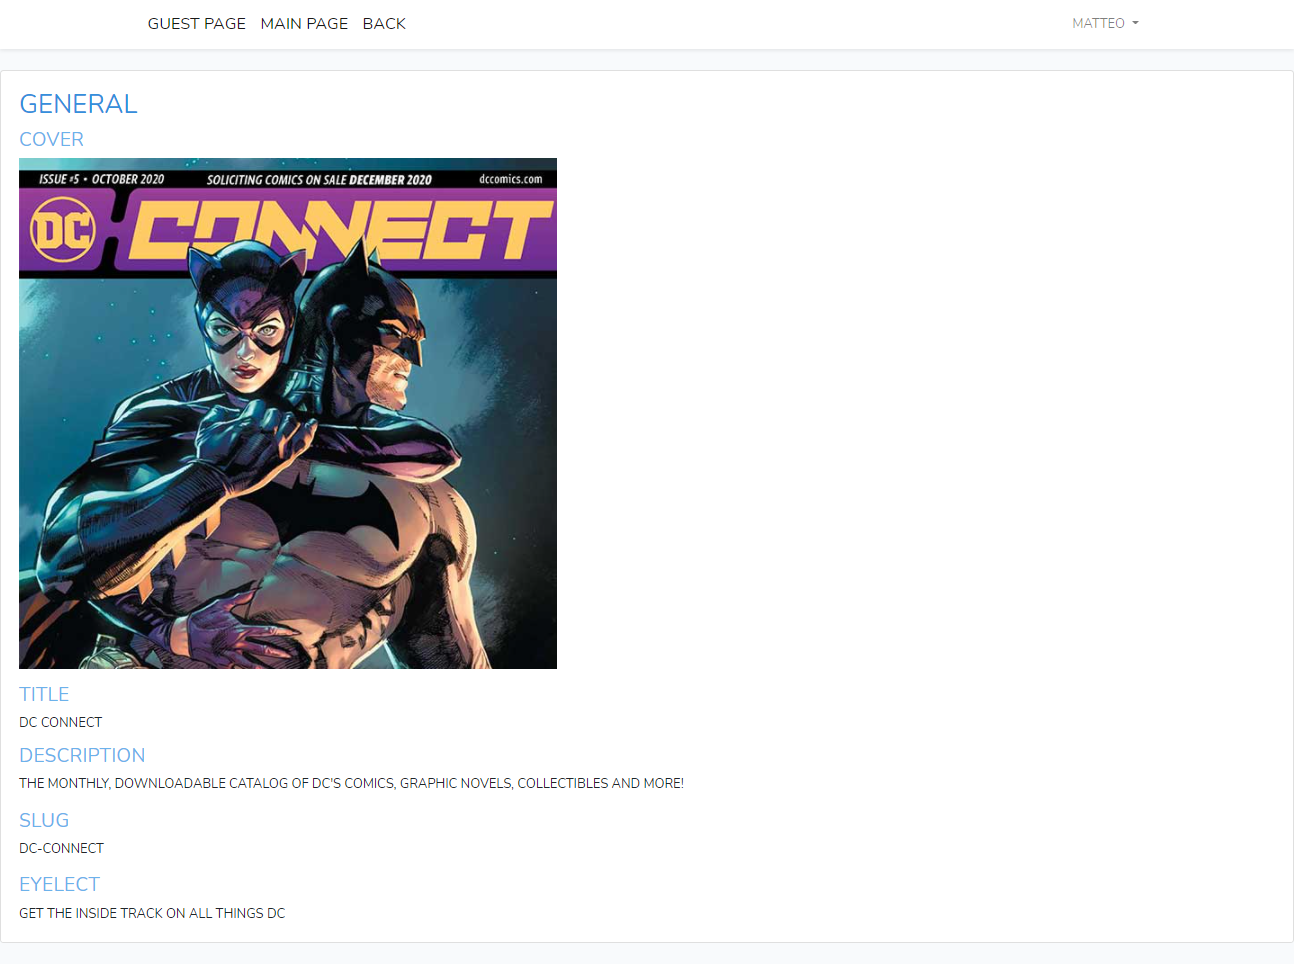 GUEST PAGE MAIN PAGE BACK MATTEO
GENERAL
COVER
ISSUE #5 • OCTOBER 2020 SOLICITING COMICS ON SALE DECEMBER 2020 dccomics.com
DC CONNECT
TITLE
DC CONNECT
DESCRIPTION
THE MONTHLY, DOWNLOADABLE CATALOG OF DC'S COMICS, GRAPHIC NOVELS, COLLECTIBLES AND MORE!
SLUG
DC-CONNECT
EYELECT
GET THE INSIDE TRACK ON ALL THINGS DC